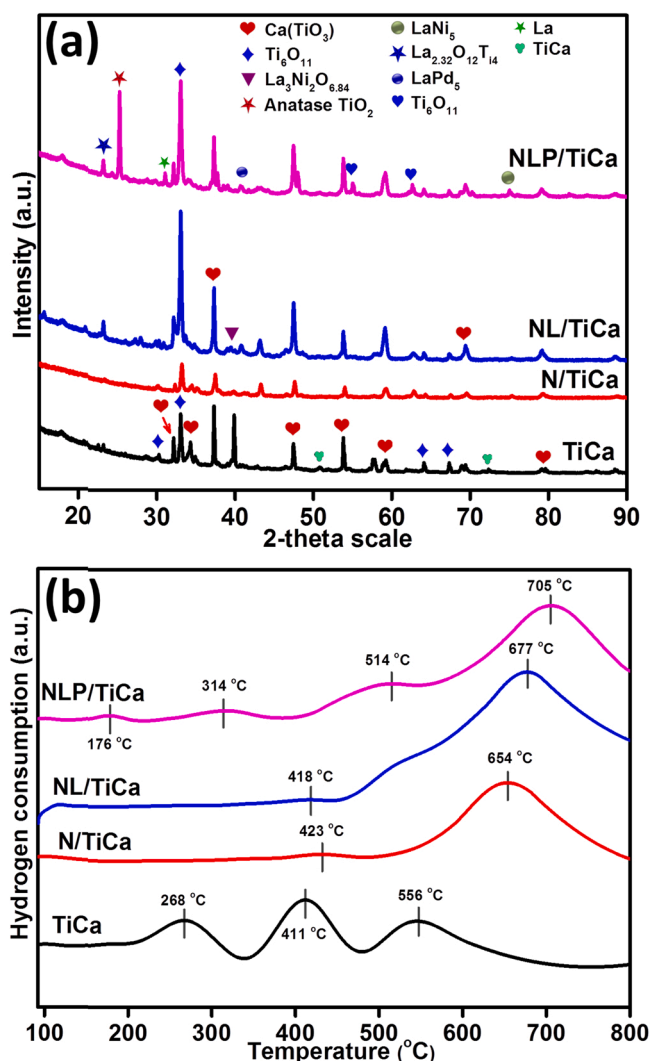 (a)
Ca(TiO₃)
Ti₆O₁₁
La₃Ni₂O₆.₈₄
Anatase TiO₂
LaNi₅
La₂.₃₂O₁₂Tᵢ₄
LaPd₅
Ti₆O₁₁
La
TiCa
NLP/TiCa
NL/TiCa
N/TiCa
TiCa
Intensity (a.u.)
20 30 40 50 60 70 80 90
2-theta scale
(b)
705 °C
677 °C
514 °C
NLP/TiCa
314 °C
176 °C
654 °C
418 °C
NL/TiCa
N/TiCa
423 °C
268 °C
556 °C
TiCa
411 °C
Hydrogen consumption (a.u.)
100 200 300 400 500 600 700 800
Temperature (°C)